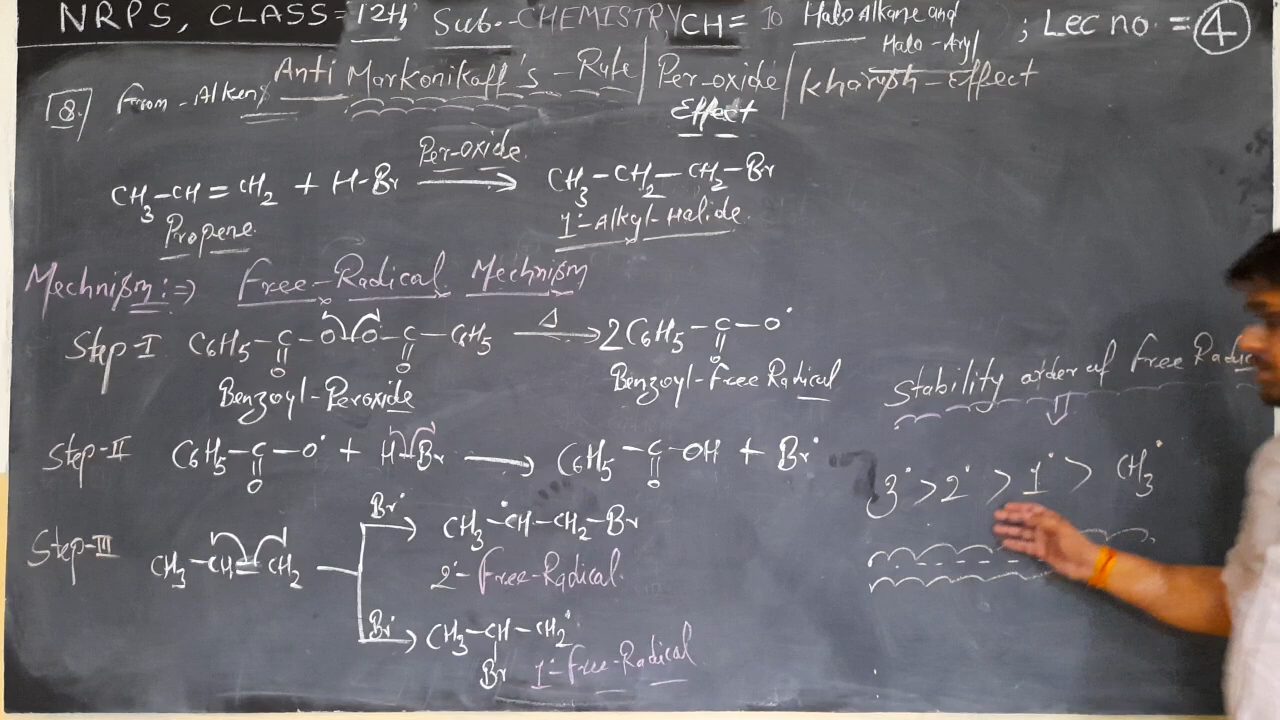 NRPS, CLASS=12th Sub.- CHEMISTRY, CH=10 Halo Alkane and Halo-Aryl ; Lec no. = 4
8. From-Alkene Anti Markonikaff's-Rule / Per-oxide Effect / Kharash-Effect
CH3-CH=CH2 + H-Br Per-oxide → CH3-CH2-CH2-Br
Propene 1°-Alkyl-Halide.
Mechnism:⇒ Free-Radical Mechnism
Step-I C6H5-C-O-O-C-C6H5 Δ → 2C6H5-C-O•
O O O
Benzoyl-Peroxide Benzoyl-Free Radical
Stability order of Free Radic
Step-II C6H5-C-O• + H-Br → C6H5-C-OH + Br•
O O
3• > 2• > 1• > CH3•
Step-III CH3-CH=CH2
Br• → CH3-•CH-CH2-Br
2°-Free-Radical.
Br• → CH3-CH-CH2•
Br 1°-Free-Radical